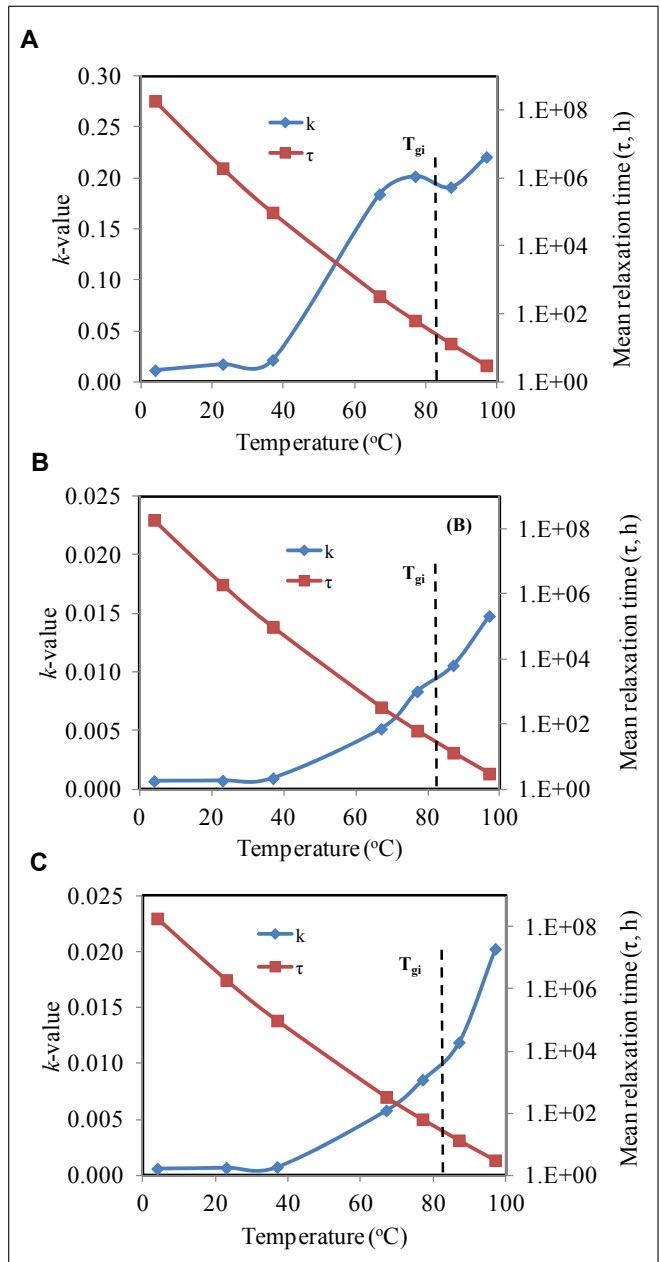 A
0.30
0.25
0.20
0.15
0.10
0.05
0.00
k-value
k
τ
Tgi
1.E+08
1.E+06
1.E+04
1.E+02
1.E+00
Mean relaxation time (τ, h)
0 20 40 60 80 100
Temperature (°C)
B
0.025
0.020
0.015
0.010
0.005
0.000
k-value
k
τ
(B)
Tgi
1.E+08
1.E+06
1.E+04
1.E+02
1.E+00
Mean relaxation time (τ, h)
0 20 40 60 80 100
Temperature (°C)
C
0.025
0.020
0.015
0.010
0.005
0.000
k-value
k
τ
Tgi
1.E+08
1.E+06
1.E+04
1.E+02
1.E+00
Mean relaxation time (τ, h)
0 20 40 60 80 100
Temperature (°C)